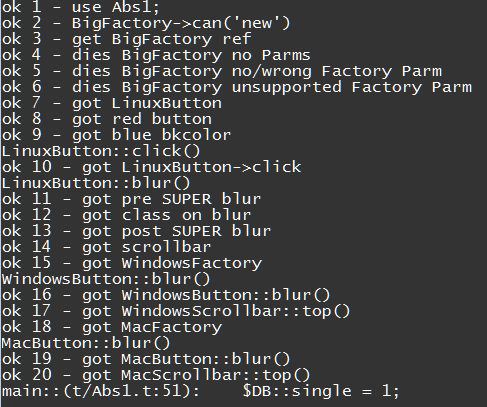 ok 1 - use Abs1;
ok 2 - BigFactory->can('new')
ok 3 - get BigFactory ref
ok 4 - dies BigFactory no Parms
ok 5 - dies BigFactory no/wrong Factory Parm
ok 6 - dies BigFactory unsupported Factory Parm
ok 7 - got LinuxButton
ok 8 - got red button
ok 9 - got blue bkcolor
LinuxButton::click()
ok 10 - got LinuxButton->click
LinuxButton::blur()
ok 11 - got pre SUPER blur
ok 12 - got class on blur
ok 13 - got post SUPER blur
ok 14 - got scrollbar
ok 15 - got WindowsFactory
WindowsButton::blur()
ok 16 - got WindowsButton::blur()
ok 17 - got WindowsScrollbar::top()
ok 18 - got MacFactory
MacButton::blur()
ok 19 - got MacButton::blur()
ok 20 - got MacScrollbar::top()
main::(t/Abs1.t:51):    $DB::single = 1;